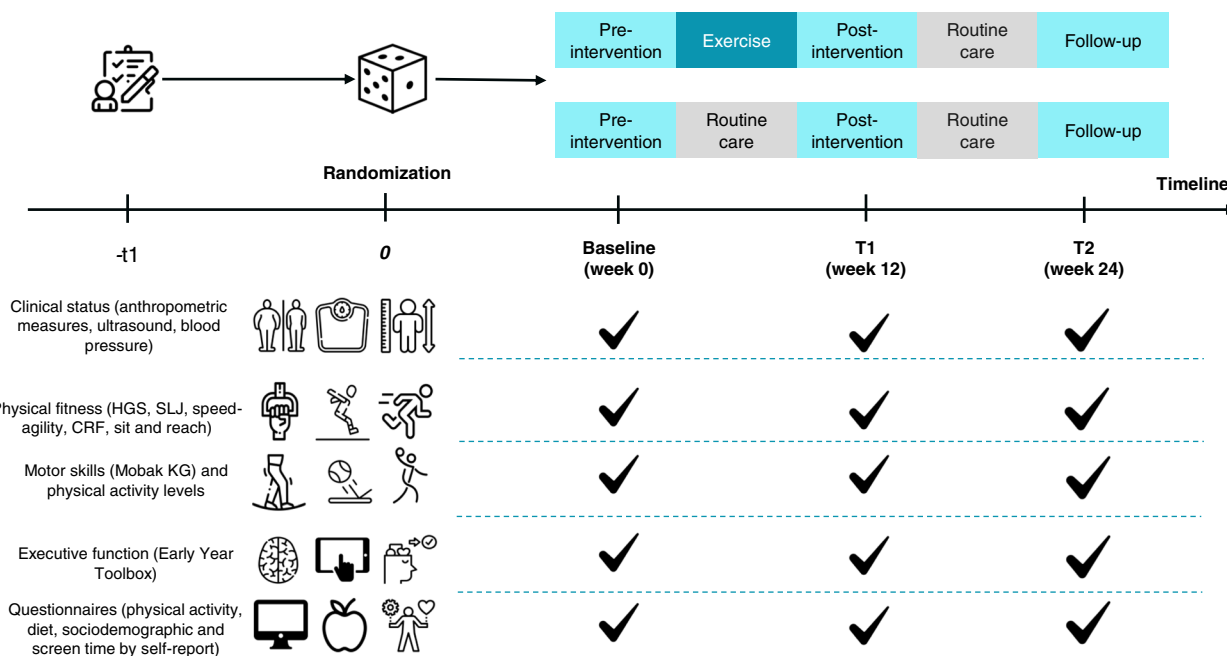 Pre-
intervention
Exercise
Post-
intervention
Routine
care
Follow-up
Pre-
intervention
Routine
care
Post-
intervention
Routine
care
Follow-up
Randomization
Timeline
-t1
0
Baseline
(week 0)
T1
(week 12)
T2
(week 24)
Clinical status (anthropometric
measures, ultrasound, blood
pressure)
Physical fitness (HGS, SLJ, speed-
agility, CRF, sit and reach)
Motor skills (Mobak KG) and
physical activity levels
Executive function (Early Year
Toolbox)
Questionnaires (physical activity,
diet, sociodemographic and
screen time by self-report)